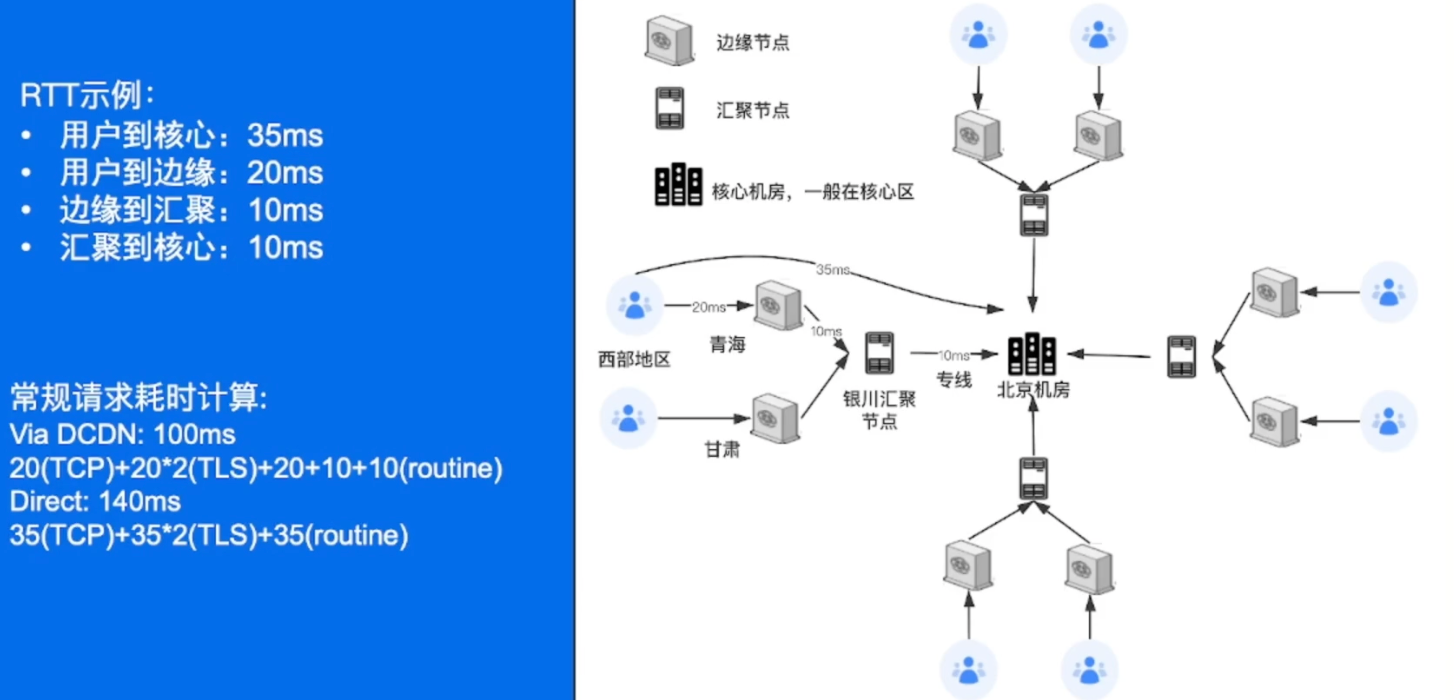 RTT示例：
• 用户到核心：35ms
• 用户到边缘：20ms
• 边缘到汇聚：10ms
• 汇聚到核心：10ms
常规请求耗时计算:
Via DCDN: 100ms
20(TCP)+20*2(TLS)+20+10+10(routine)
Direct: 140ms
35(TCP)+35*2(TLS)+35(routine)
边缘节点
汇聚节点
核心机房，一般在核心区
35ms
20ms
10ms
西部地区
青海
10ms
专线
银川汇聚
节点
北京机房
甘肃